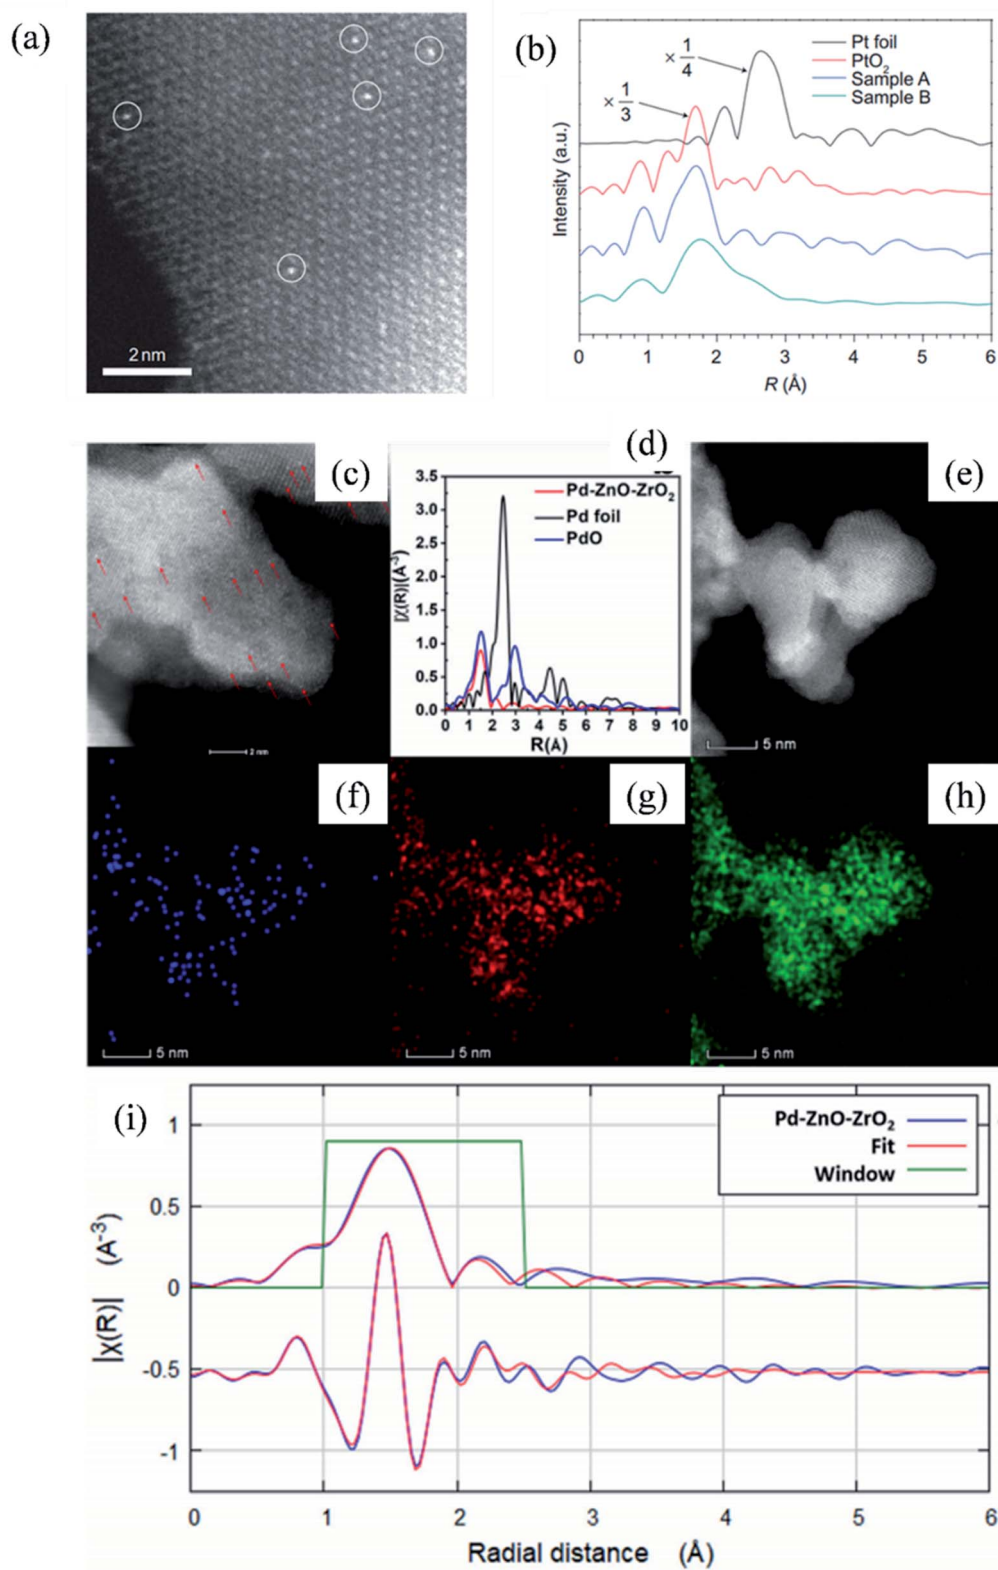 (a)
2 nm
(b)
Pt foil
PtO2
Sample A
Sample B
× 1/4
× 1/3
Intensity (a.u.)
0 1 2 3 4 5 6
R (Å)
(c)
2 nm
(d)
3.5
3.0
2.5
2.0
1.5
1.0
0.5
0.0
Pd-ZnO-ZrO2
Pd foil
PdO
|χ(R)|(A-3)
0 1 2 3 4 5 6 7 8 9 10
R(Å)
(e)
5 nm
(f)
5 nm
(g)
5 nm
(h)
5 nm
(i)
Pd-ZnO-ZrO2
Fit
Window
1
0.5
0
-0.5
-1
|χ(R)| (A-3)
0 1 2 3 4 5 6
Radial distance (Å)